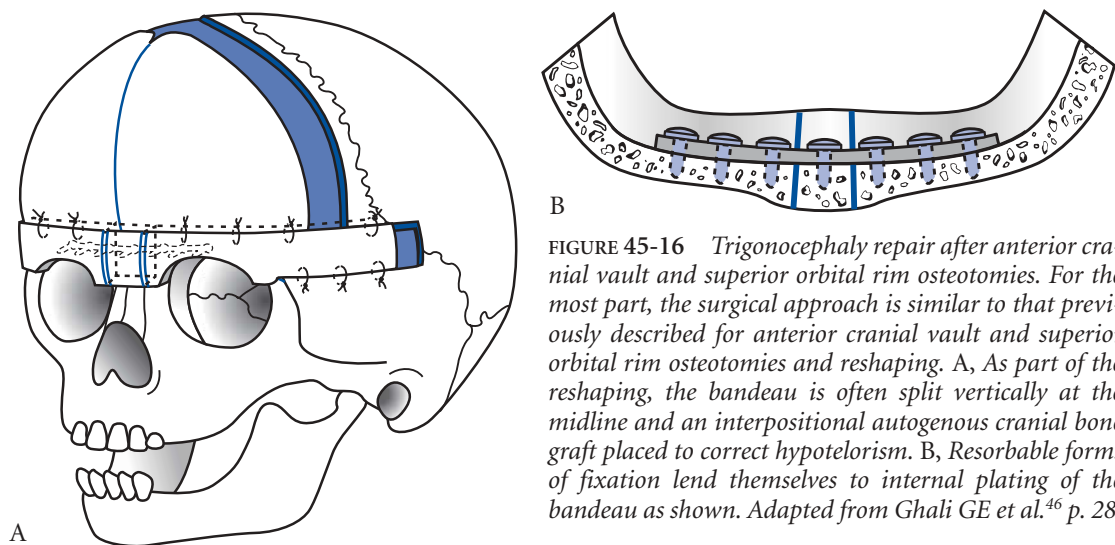 A
B
FIGURE 45-16 Trigonocephaly repair after anterior cra-
nial vault and superior orbital rim osteotomies. For the
most part, the surgical approach is similar to that previ-
ously described for anterior cranial vault and superior
orbital rim osteotomies and reshaping. A, As part of the
reshaping, the bandeau is often split vertically at the
midline and an interpositional autogenous cranial bone
graft placed to correct hypotelorism. B, Resorbable form
of fixation lend themselves to internal plating of the
bandeau as shown. Adapted from Ghali GE et al.46 p. 28